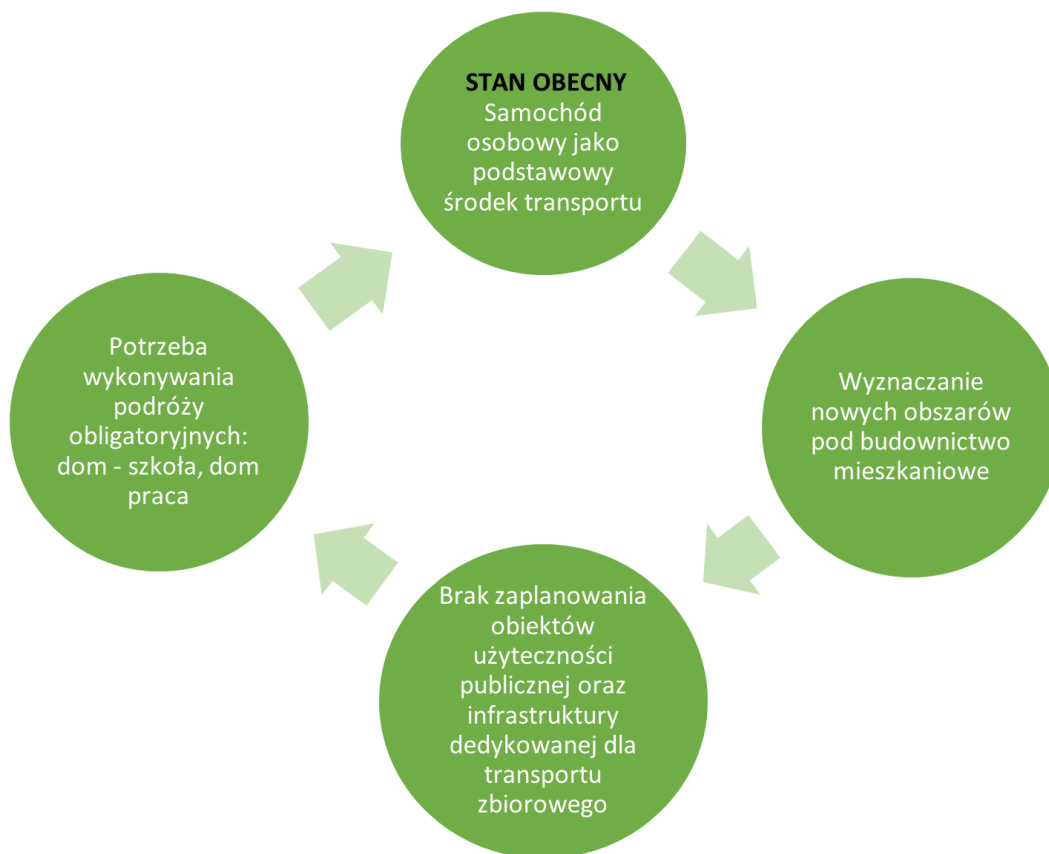 STAN OBECNY
Samochód
osobowy jako
podstawowy
środek transportu
Wyznaczanie
nowych obszarów
pod budownictwo
mieszkaniowe
Brak zaplanowania
obiektów
użyteczności
publicznej oraz
infrastruktury
dedykowanej dla
transportu
zbiorowego
Potrzeba
wykonywania
podróży
obligatoryjnych:
dom - szkoła, dom
praca